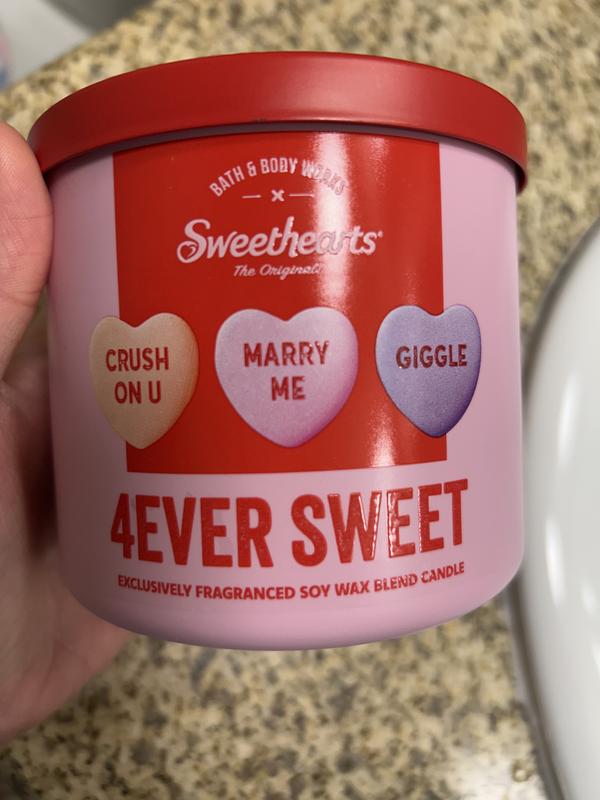 BATH & BODY WORKS
X
Sweethearts®
The Original
CRUSH
ON U
MARRY
ME
GIGGLE
4EVER SWEET
EXCLUSIVELY FRAGRANCED SOY WAX BLEND CANDLE